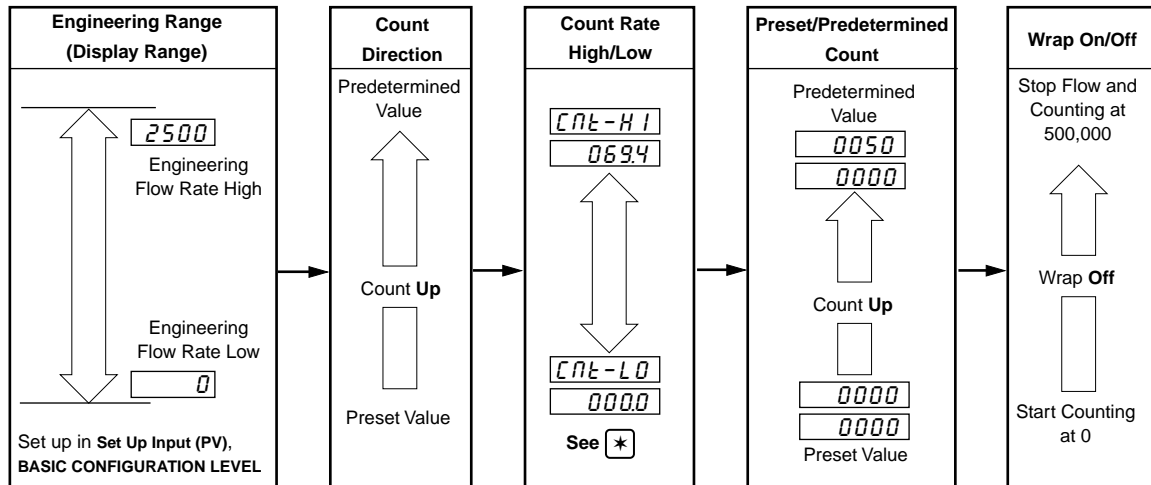 Engineering Range
(Display Range)
2500
Engineering
Flow Rate High
Engineering
Flow Rate Low
0
Set up in Set Up Input (PV),
BASIC CONFIGURATION LEVEL
Count
Direction
Predetermined
Value
Count Up
Preset Value
Count Rate
High/Low
CNt-HI
069.4
CNt-LO
000.0
See *
Preset/Predetermined
Count
Predetermined
Value
0050
0000
Count Up
0000
0000
Preset Value
Wrap On/Off
Stop Flow and
Counting at
500,000
Wrap Off
Start Counting
at 0